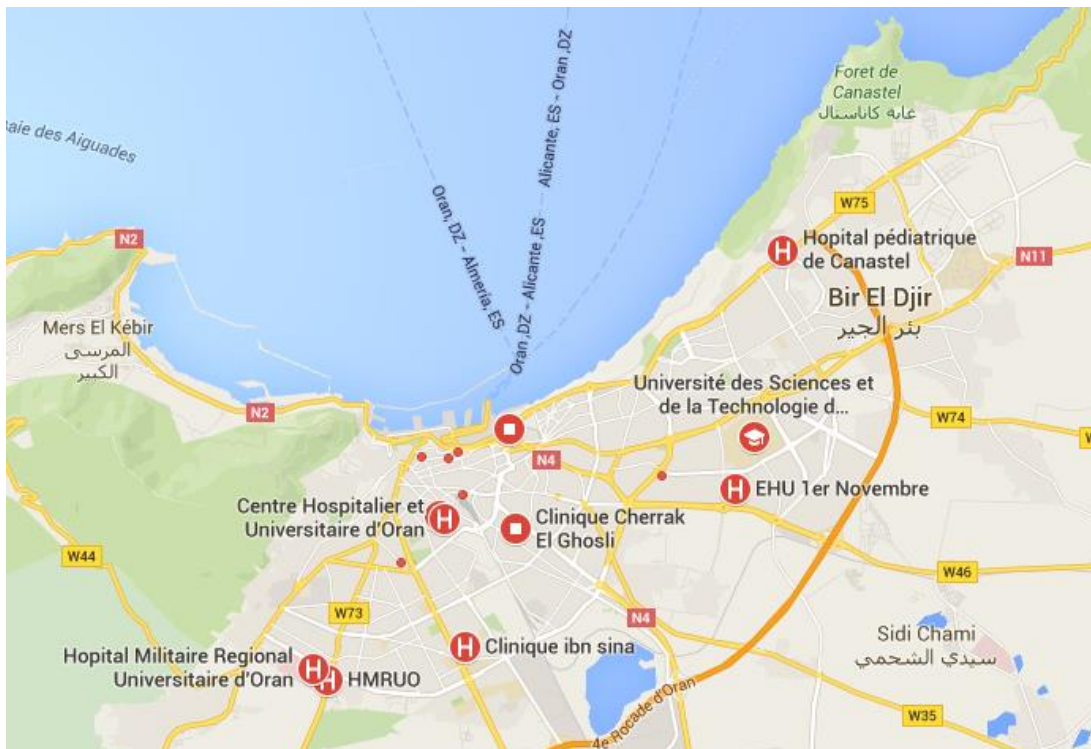 Foret de
Canastel
غابة كاناستال
Baie des Aiguades
W75
N2
Oran, DZ - Almería, ES
Oran ,DZ - Alicante ,ES
Alicante, ES - Oran ,DZ
Hopital pédiatrique
de Canastel
N11
Bir El Djir
بئر الجير
Mers El Kébir
المرسى
الكبير
Université des Sciences et
de la Technologie d...
N2
W74
W
N4
EHU 1er Novembre
Centre Hospitalier et
Universitaire d'Oran
Clinique Cherrak
El Ghosli
W44
W46
W73
N4
Sidi Chami
سيدي الشحمي
Clinique ibn sina
Hopital Militaire Regional
Universitaire d'Oran
HMRUO
4e Rocade d'Oran
W35